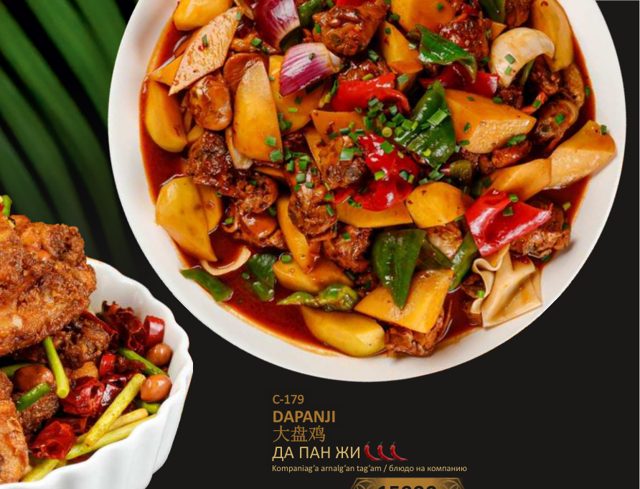 C-179
DAPANJI
大盘鸡
ДА ПАН ЖИ
Kompaniag‘a arnalg‘an tag‘am / блюдо на компанию